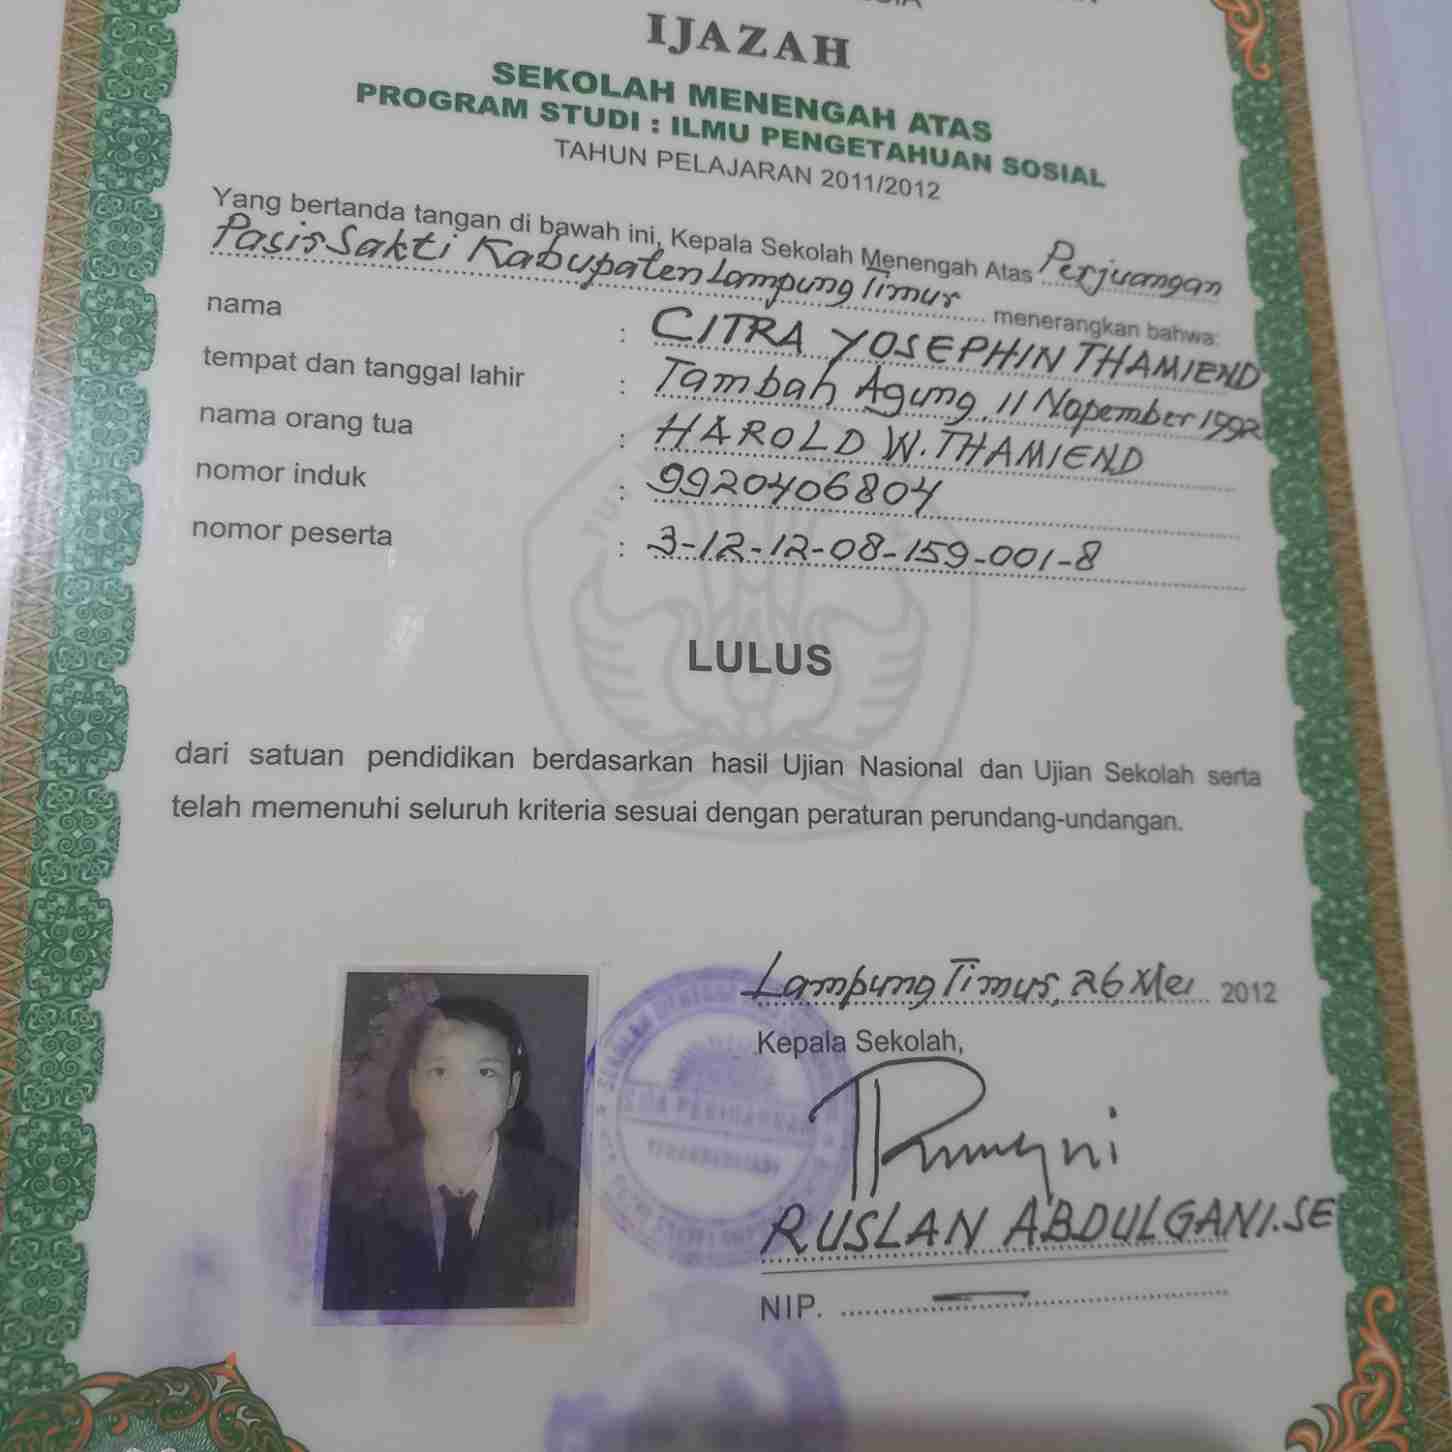 IJAZAH
SEKOLAH MENENGAH ATAS
PROGRAM STUDI : ILMU PENGETAHUAN SOSIAL
TAHUN PELAJARAN 2011/2012
Yang bertanda tangan di bawah ini, Kepala Sekolah Menengah Atas Perjuangan
Pasir Sakti Kabupaten Lampung Timur menerangkan bahwa:
nama : CITRA YOSEPHIN THAMIEND
tempat dan tanggal lahir : Tambah Agung, 11 Nopember 1992
nama orang tua : HAROLD W. THAMIEND
nomor induk : 9920406804
nomor peserta : 3-12-12-08-159-001-8
LULUS
dari satuan pendidikan berdasarkan hasil Ujian Nasional dan Ujian Sekolah serta
telah memenuhi seluruh kriteria sesuai dengan peraturan perundang-undangan.
Lampung Timur, 26 Mei 2012
Kepala Sekolah,
RUSLAN ABDULGANI.SE
NIP. —